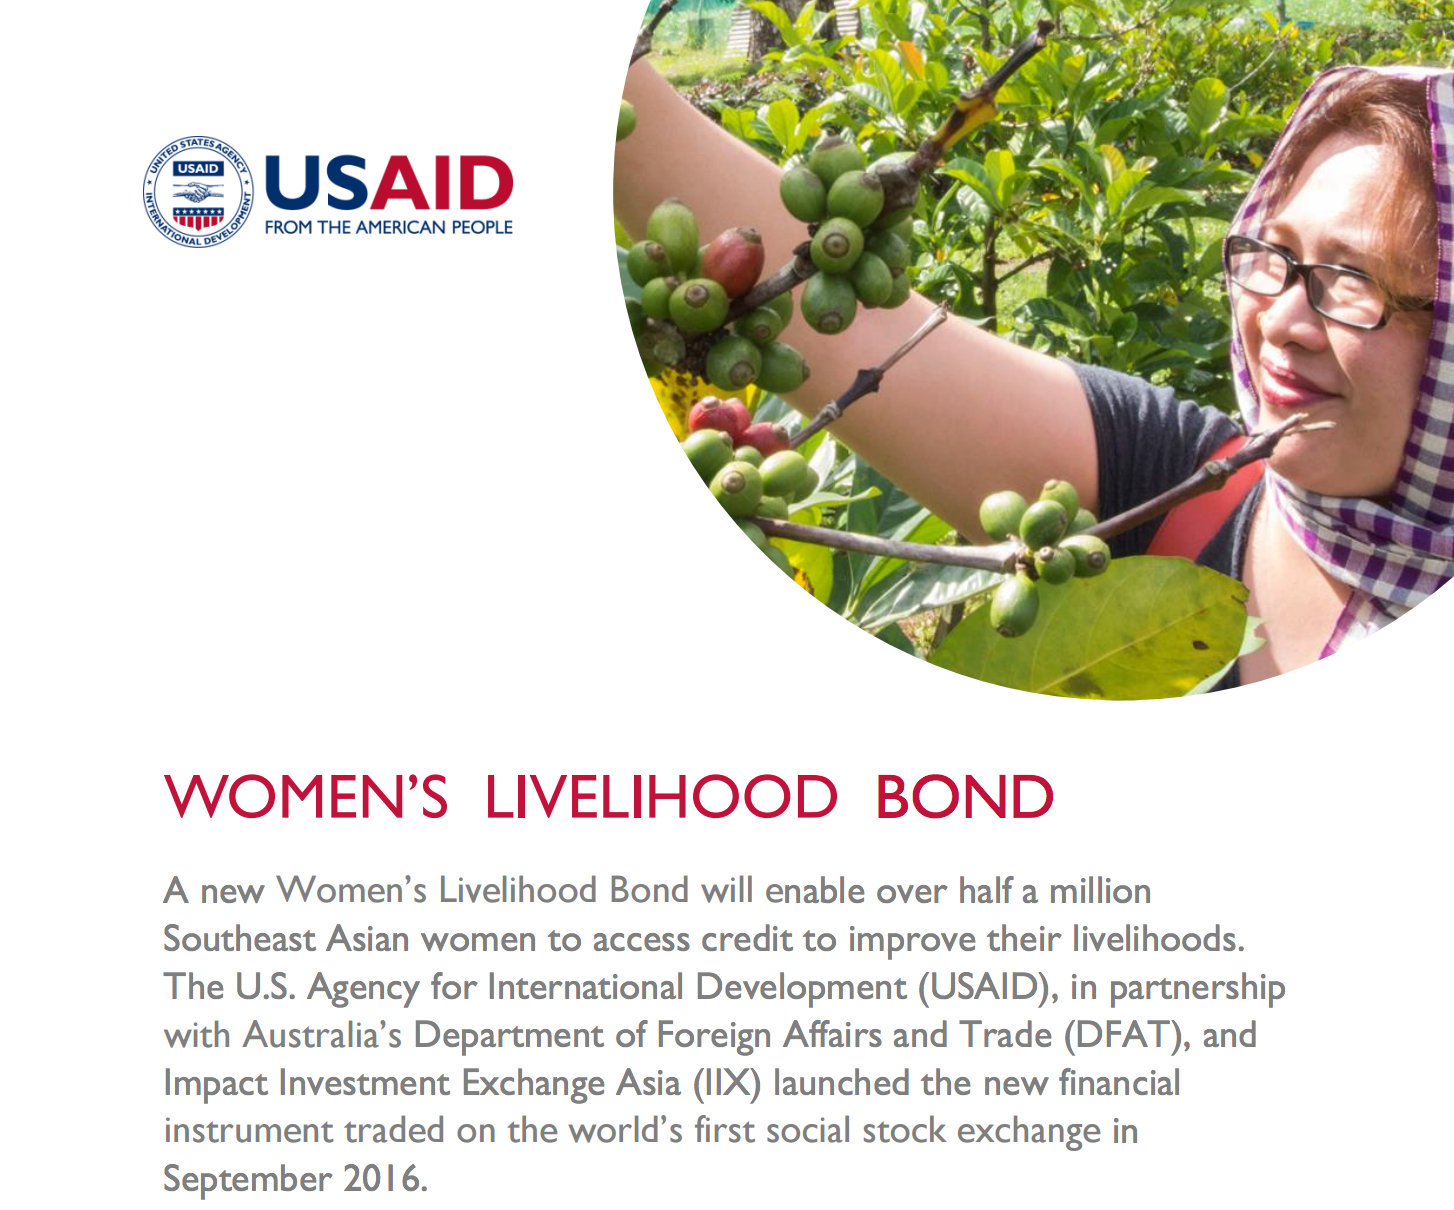 UNITED STATES AGENCY
USAID
INTERNATIONAL DEVELOPMENT
USAID
FROM THE AMERICAN PEOPLE
WOMEN’S LIVELIHOOD BOND
A new Women’s Livelihood Bond will enable over half a million
Southeast Asian women to access credit to improve their livelihoods.
The U.S. Agency for International Development (USAID), in partnership
with Australia’s Department of Foreign Affairs and Trade (DFAT), and
Impact Investment Exchange Asia (IIX) launched the new financial
instrument traded on the world’s first social stock exchange in
September 2016.